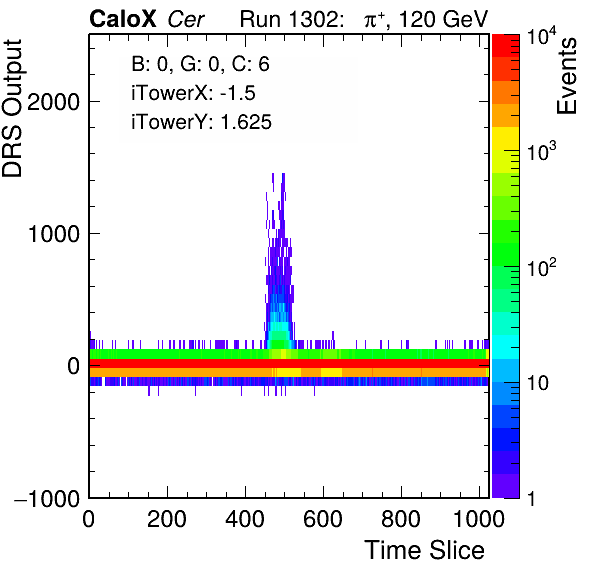 CaloX Cer Run 1302: π⁺, 120 GeV
B: 0, G: 0, C: 6
iTowerX: -1.5
iTowerY: 1.625
DRS Output
2000
1000
0
−1000
0 200 400 600 800 1000
Time Slice
10⁴
10³
10²
10
1
Events